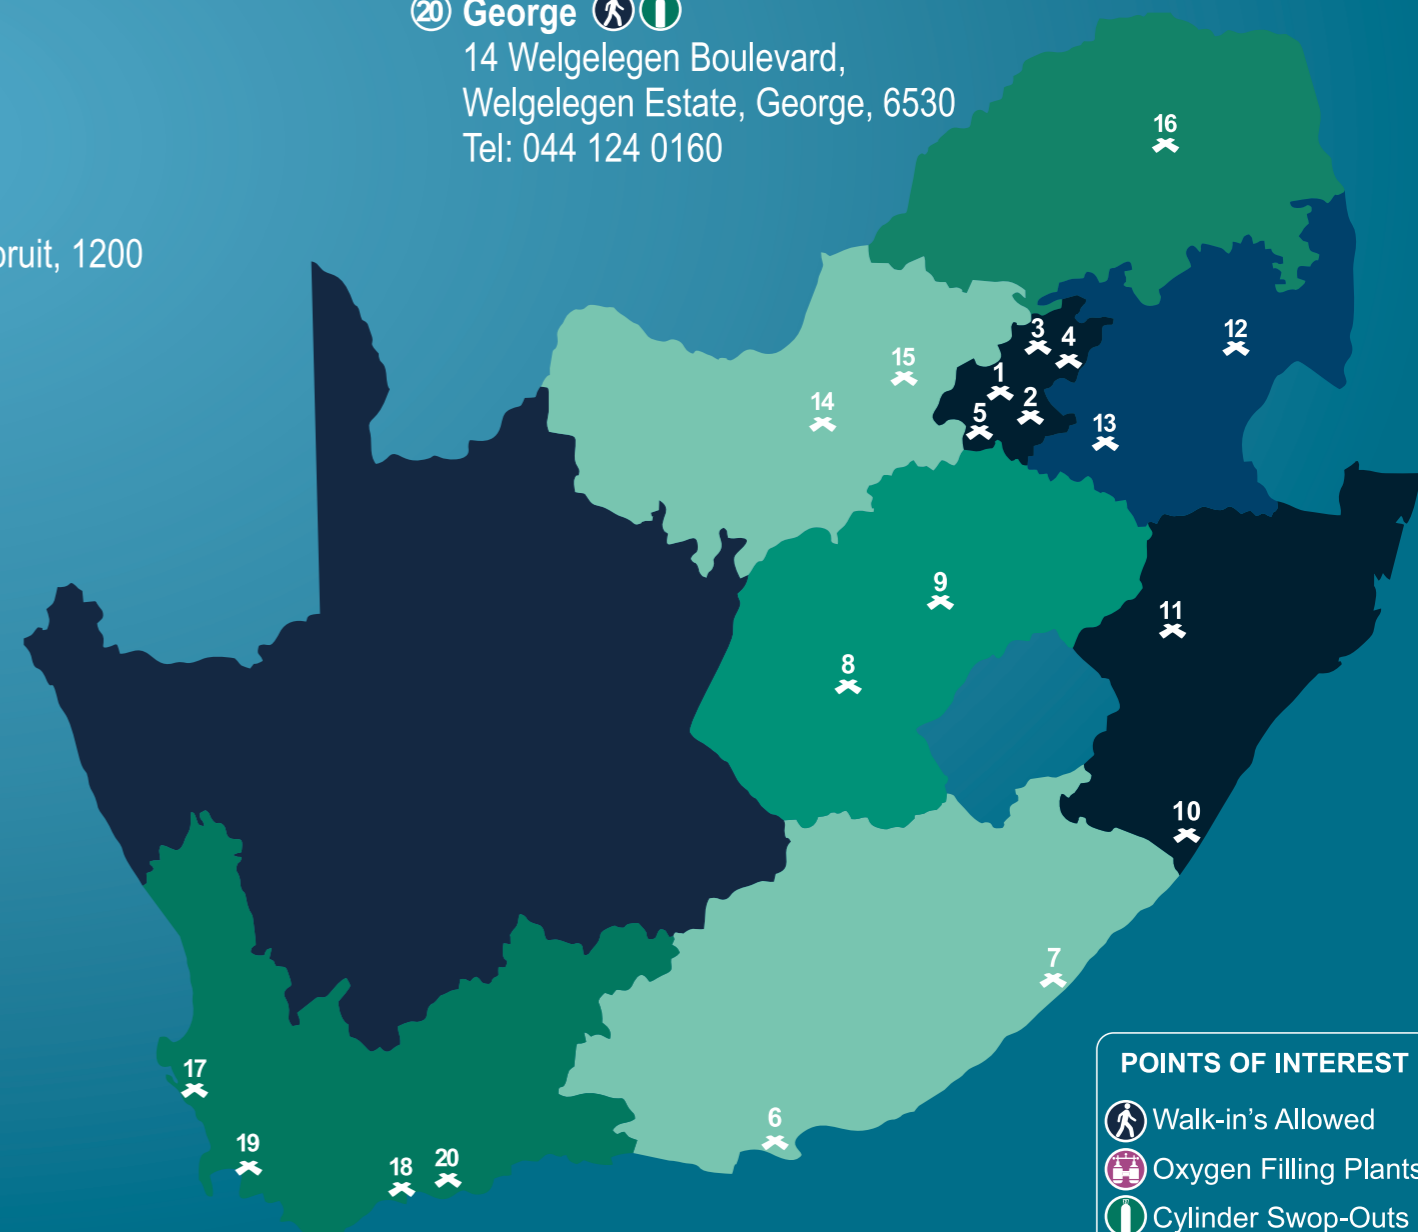 20 George
14 Welgelegen Boulevard,
Welgelegen Estate, George, 6530
Tel: 044 124 0160
oruit, 1200
16
3
4
12
15
1
14
2
5
13
9
11
8
10
7
17
6
19
18
20
POINTS OF INTEREST
Walk-in’s Allowed
Oxygen Filling Plants
Cylinder Swop-Outs